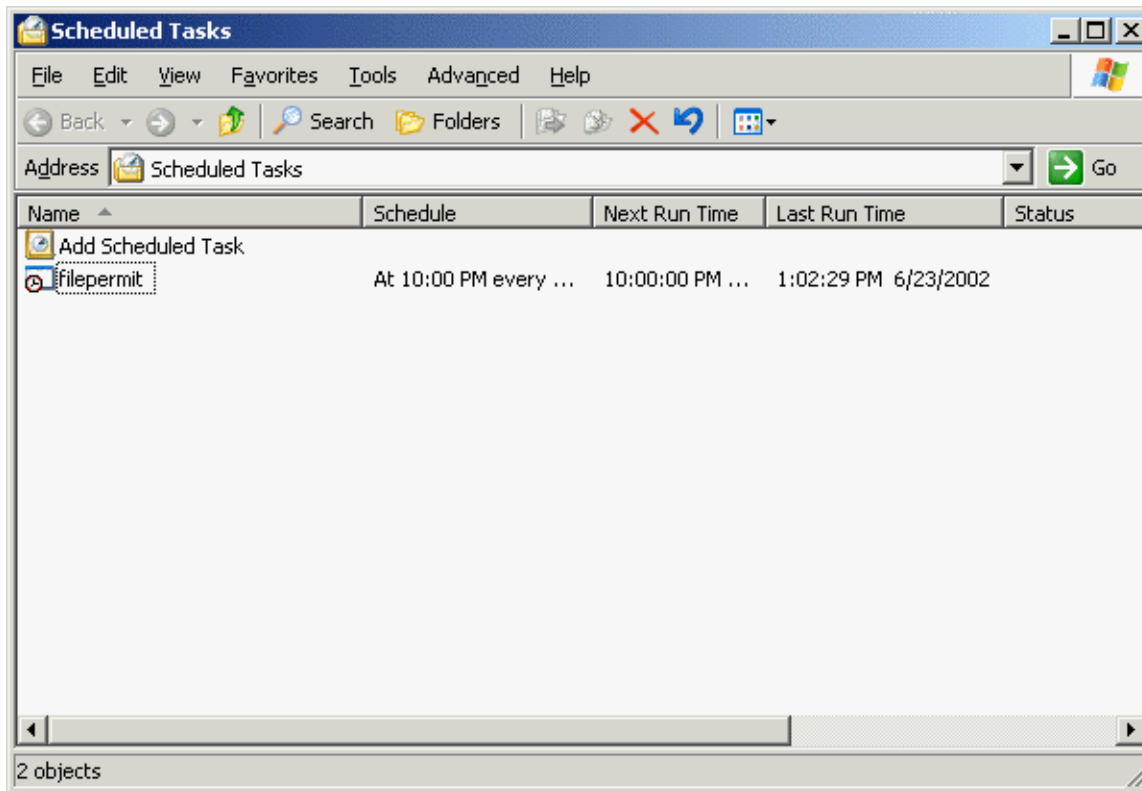 Scheduled Tasks
File Edit View Favorites Tools Advanced Help
Back Search Folders
Address Scheduled Tasks Go
Name Schedule Next Run Time Last Run Time Status
Add Scheduled Task
filepermit At 10:00 PM every ... 10:00:00 PM ... 1:02:29 PM 6/23/2002
2 objects